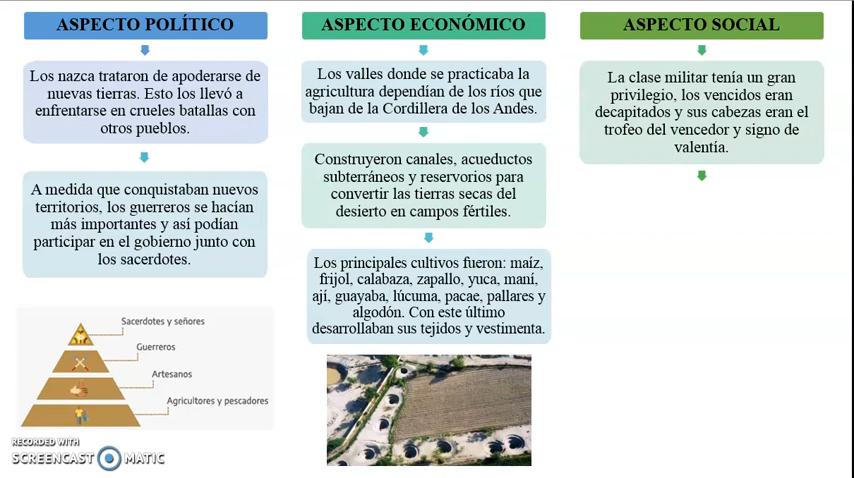 ASPECTO POLÍTICO
Los nazca trataron de apoderarse de
nuevas tierras. Esto los llevó a
enfrentarse en crueles batallas con
otros pueblos.
A medida que conquistaban nuevos
territorios, los guerreros se hacían
más importantes y así podían
participar en el gobierno junto con
los sacerdotes.
Sacerdotes y señores
Guerreros
Artesanos
Agricultores y pescadores
RECORDED WITH
SCREENCAST MATIC
ASPECTO ECONÓMICO
Los valles donde se practicaba la
agricultura dependían de los ríos que
bajan de la Cordillera de los Andes.
Construyeron canales, acueductos
subterráneos y reservorios para
convertir las tierras secas del
desierto en campos fértiles.
Los principales cultivos fueron: maíz,
frijol, calabaza, zapallo, yuca, maní,
ají, guayaba, lúcuma, pacae, pallares y
algodón. Con este último
desarrollaban sus tejidos y vestimenta.
ASPECTO SOCIAL
La clase militar tenía un gran
privilegio, los vencidos eran
decapitados y sus cabezas eran el
trofeo del vencedor y signo de
valentía.